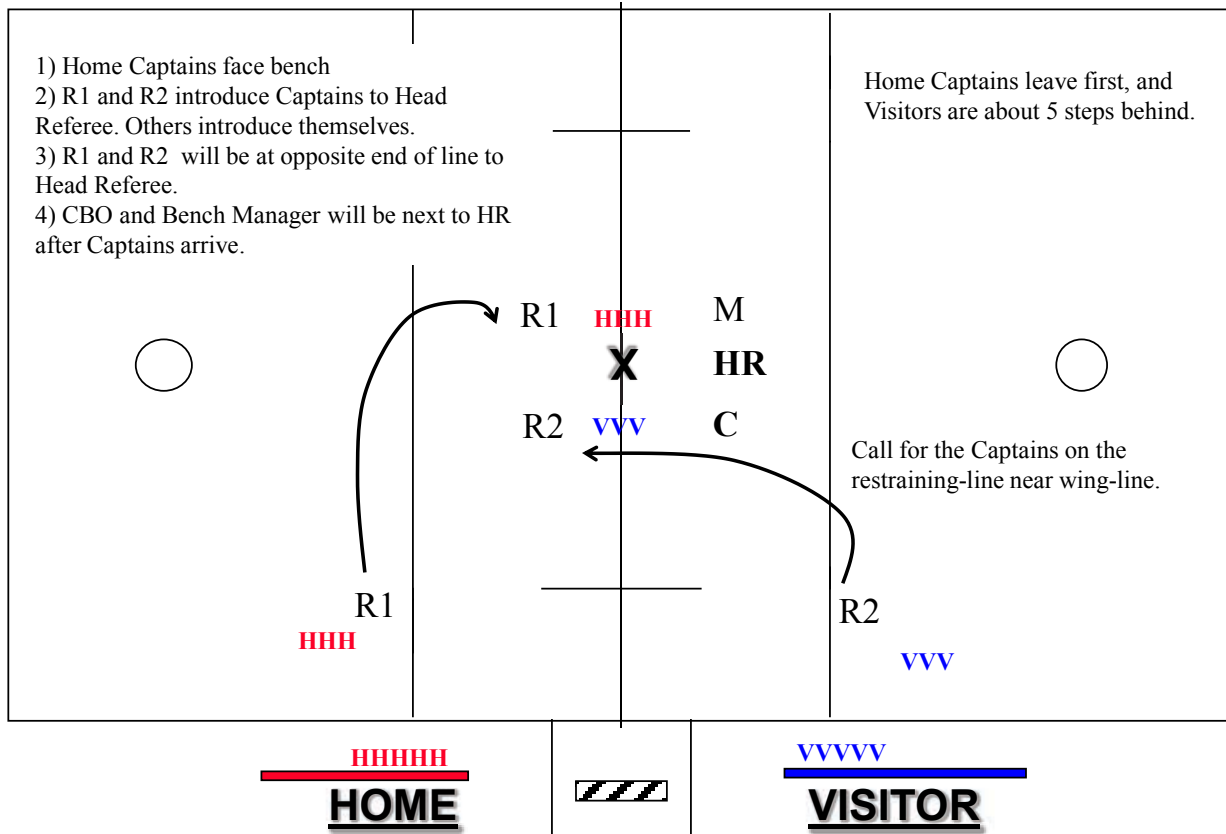 1) Home Captains face bench
2) R1 and R2 introduce Captains to Head
Referee. Others introduce themselves.
3) R1 and R2 will be at opposite end of line to
Head Referee.
4) CBO and Bench Manager will be next to HR
after Captains arrive.
Home Captains leave first, and
Visitors are about 5 steps behind.
R1 HHH M
X HR
R2 VVV C
Call for the Captains on the
restraining-line near wing-line.
R1
R2
HHH
VVV
HHHHH
VVVVV
HOME
VISITOR